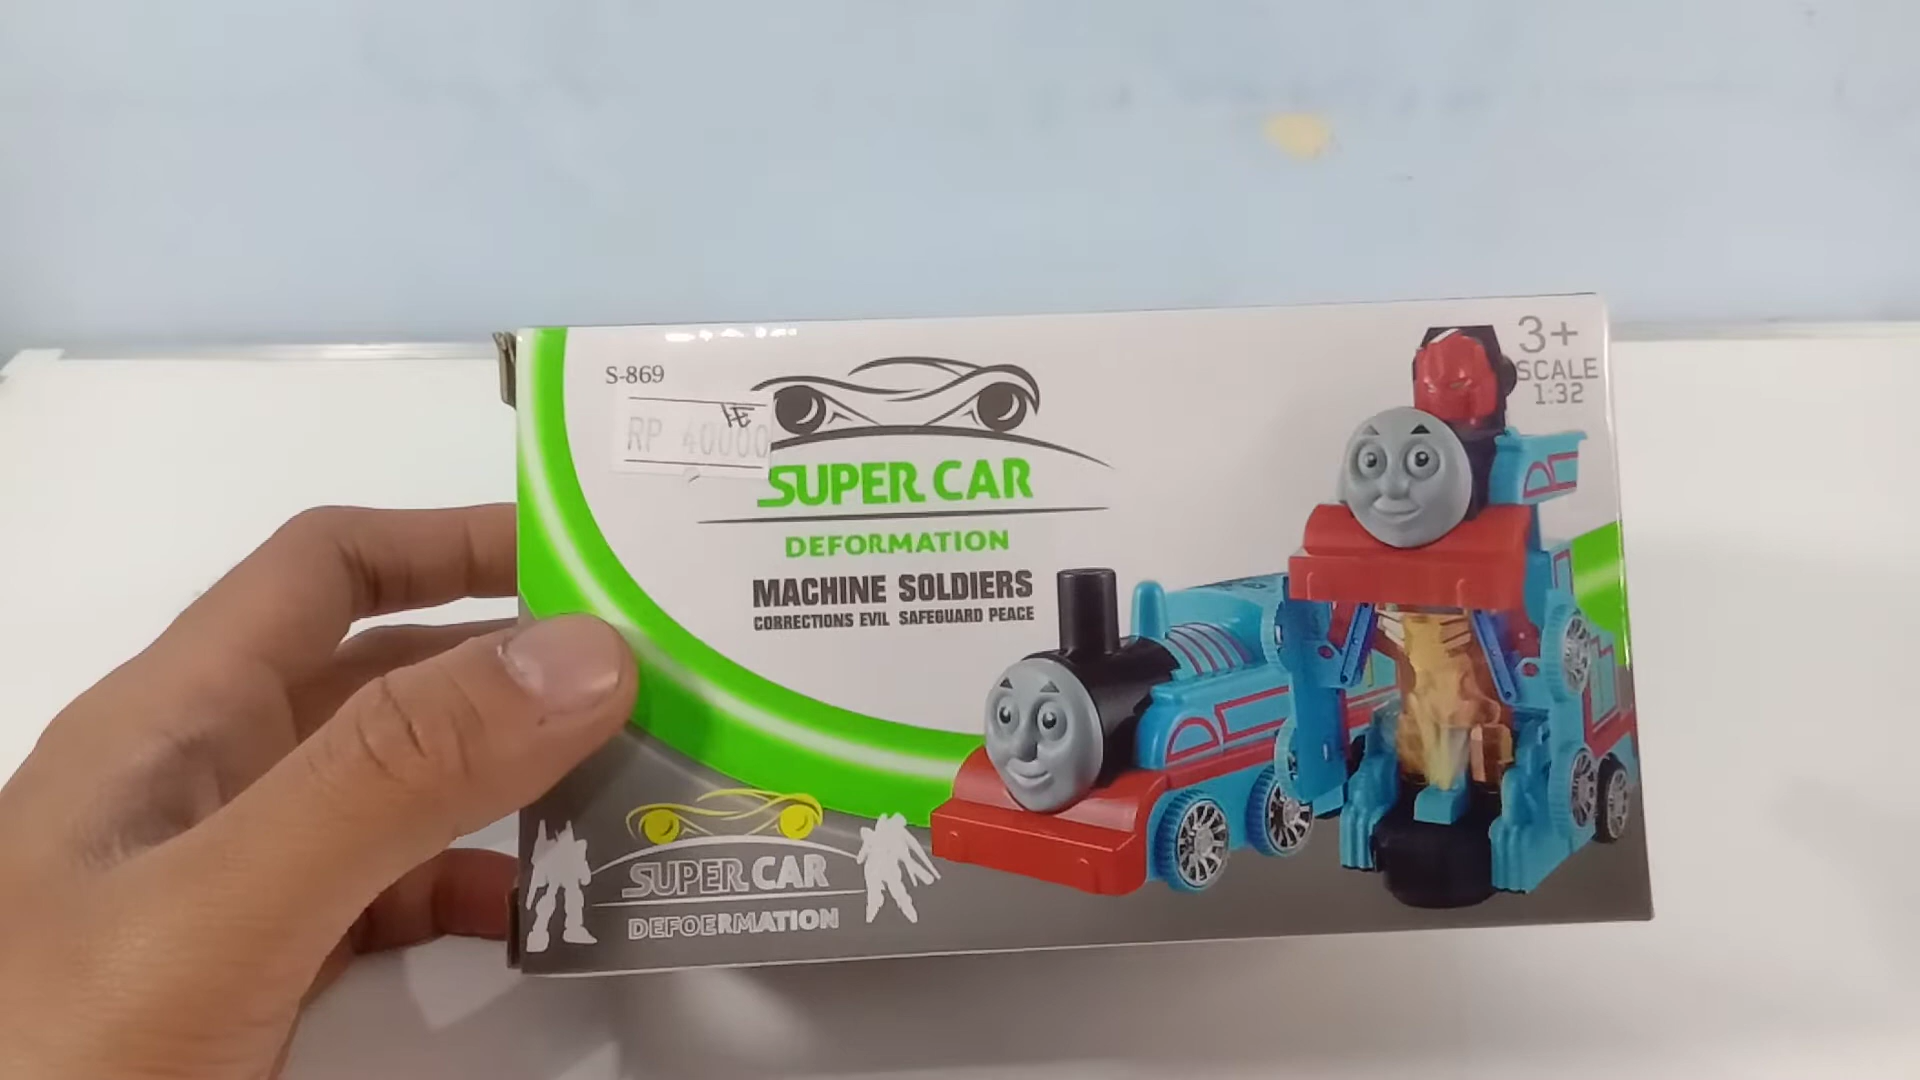 S-869
RP 40000
SUPER CAR
DEFORMATION
MACHINE SOLDIERS
CORRECTIONS EVIL SAFEGUARD PEACE
3+
SCALE
1:32
SUPER CAR
DEFOERMATION